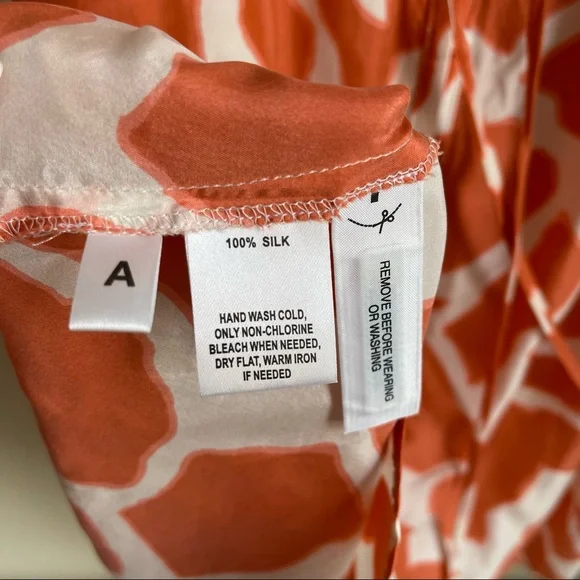 A
100% SILK
HAND WASH COLD,
ONLY NON-CHLORINE
BLEACH WHEN NEEDED,
DRY FLAT, WARM IRON
IF NEEDED
REMOVE BEFORE WEARING
OR WASHING